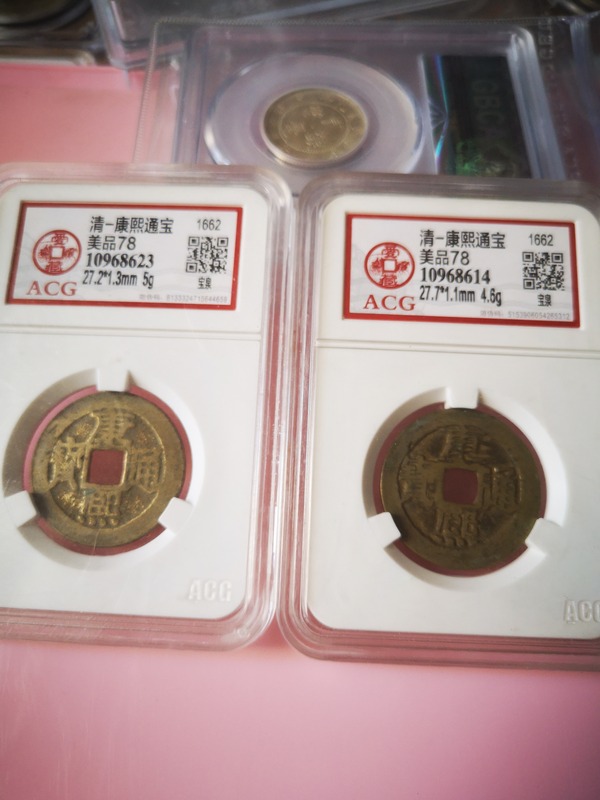 GBC
清-康熙通宝
1662
美品78
10968623
27.2*1.3mm 5g
宝泉
ACG
康熙通寶
ACG
清-康熙通宝
1662
美品78
10968614
27.7*1.1mm 4.6g
宝泉
ACG
康熙通
ACG